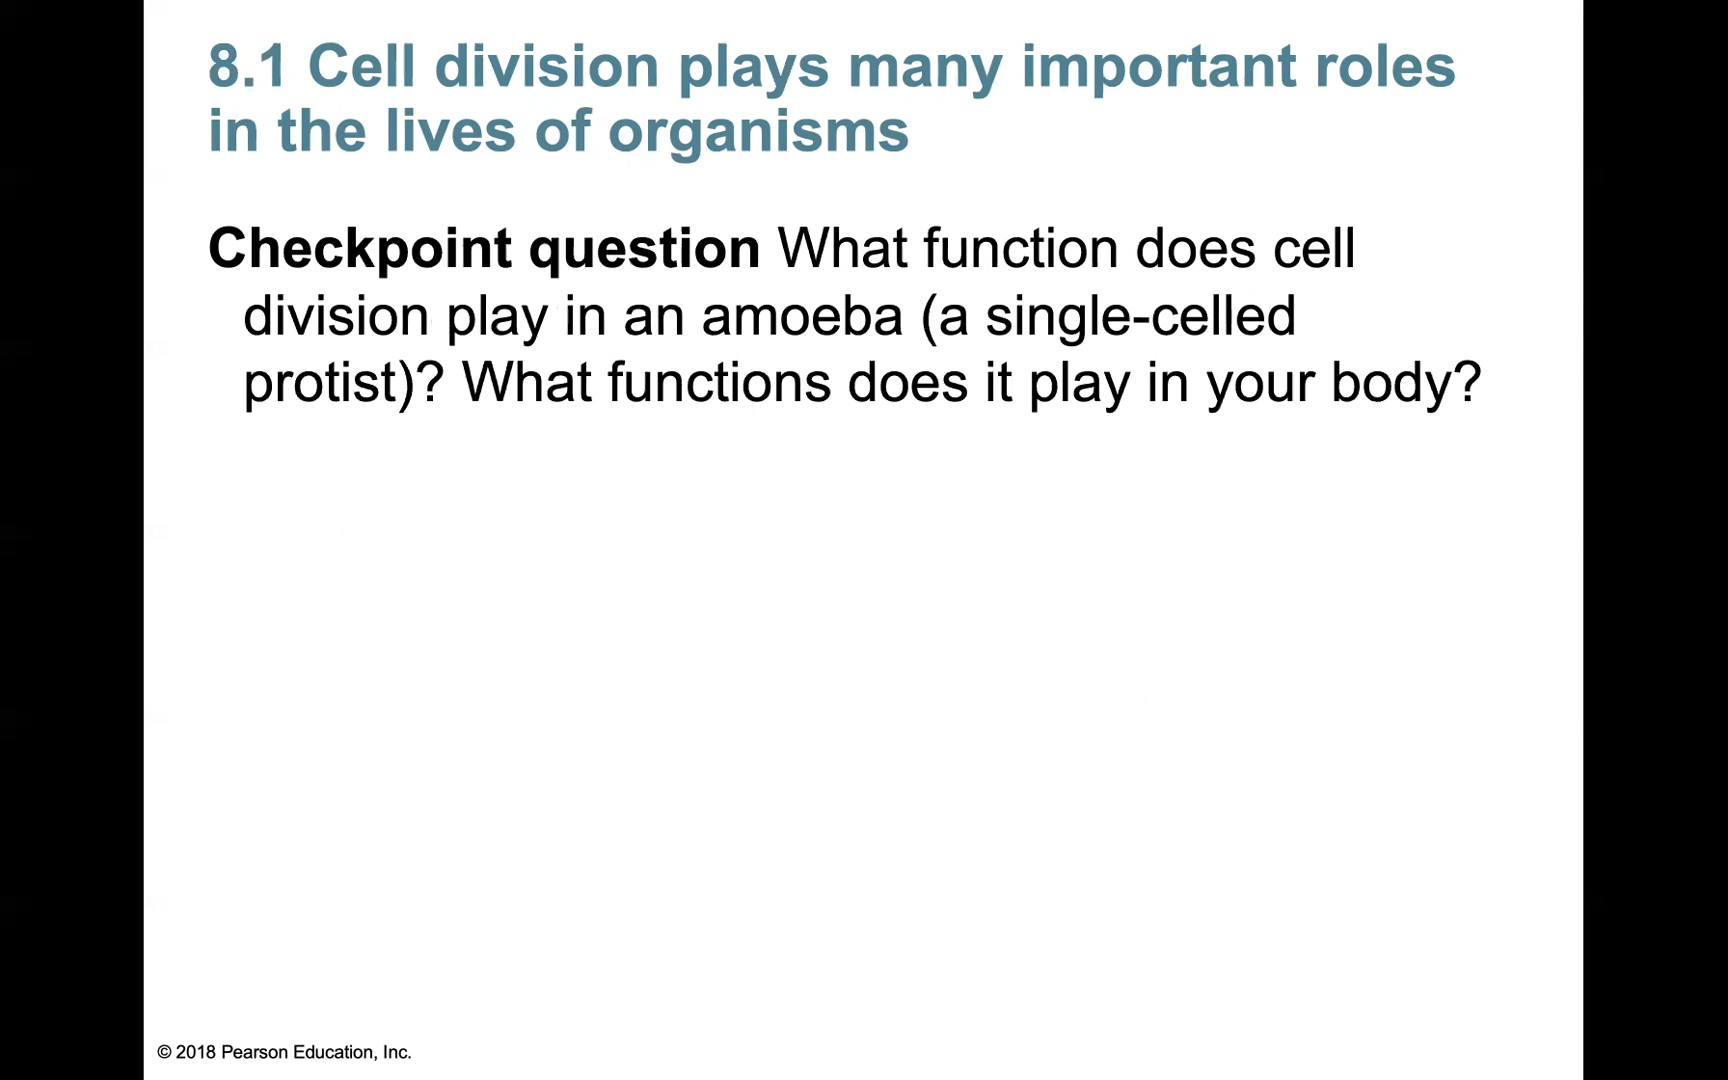 8.1 Cell division plays many important roles
in the lives of organisms
Checkpoint question What function does cell
division play in an amoeba (a single-celled
protist)? What functions does it play in your body?
© 2018 Pearson Education, Inc.